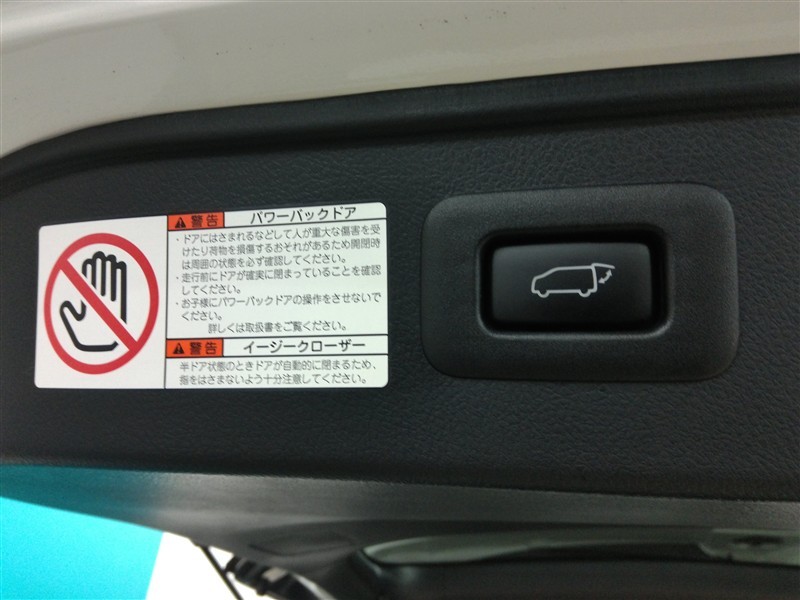 警告 パワーバックドア
・ドアにはさまれるなどして人が重大な傷害を受
けたり荷物を損傷するおそれがあるため開閉時
は周囲の状態を必ず確認してください。
・走行前にドアが確実に閉まっていることを確認
してください。
・お子様にパワーバックドアの操作をさせないで
ください。
詳しくは取扱書をご覧ください。
警告 イージークローザー
半ドア状態のときドアが自動的に閉まるため、
指をはさまないよう十分注意してください。